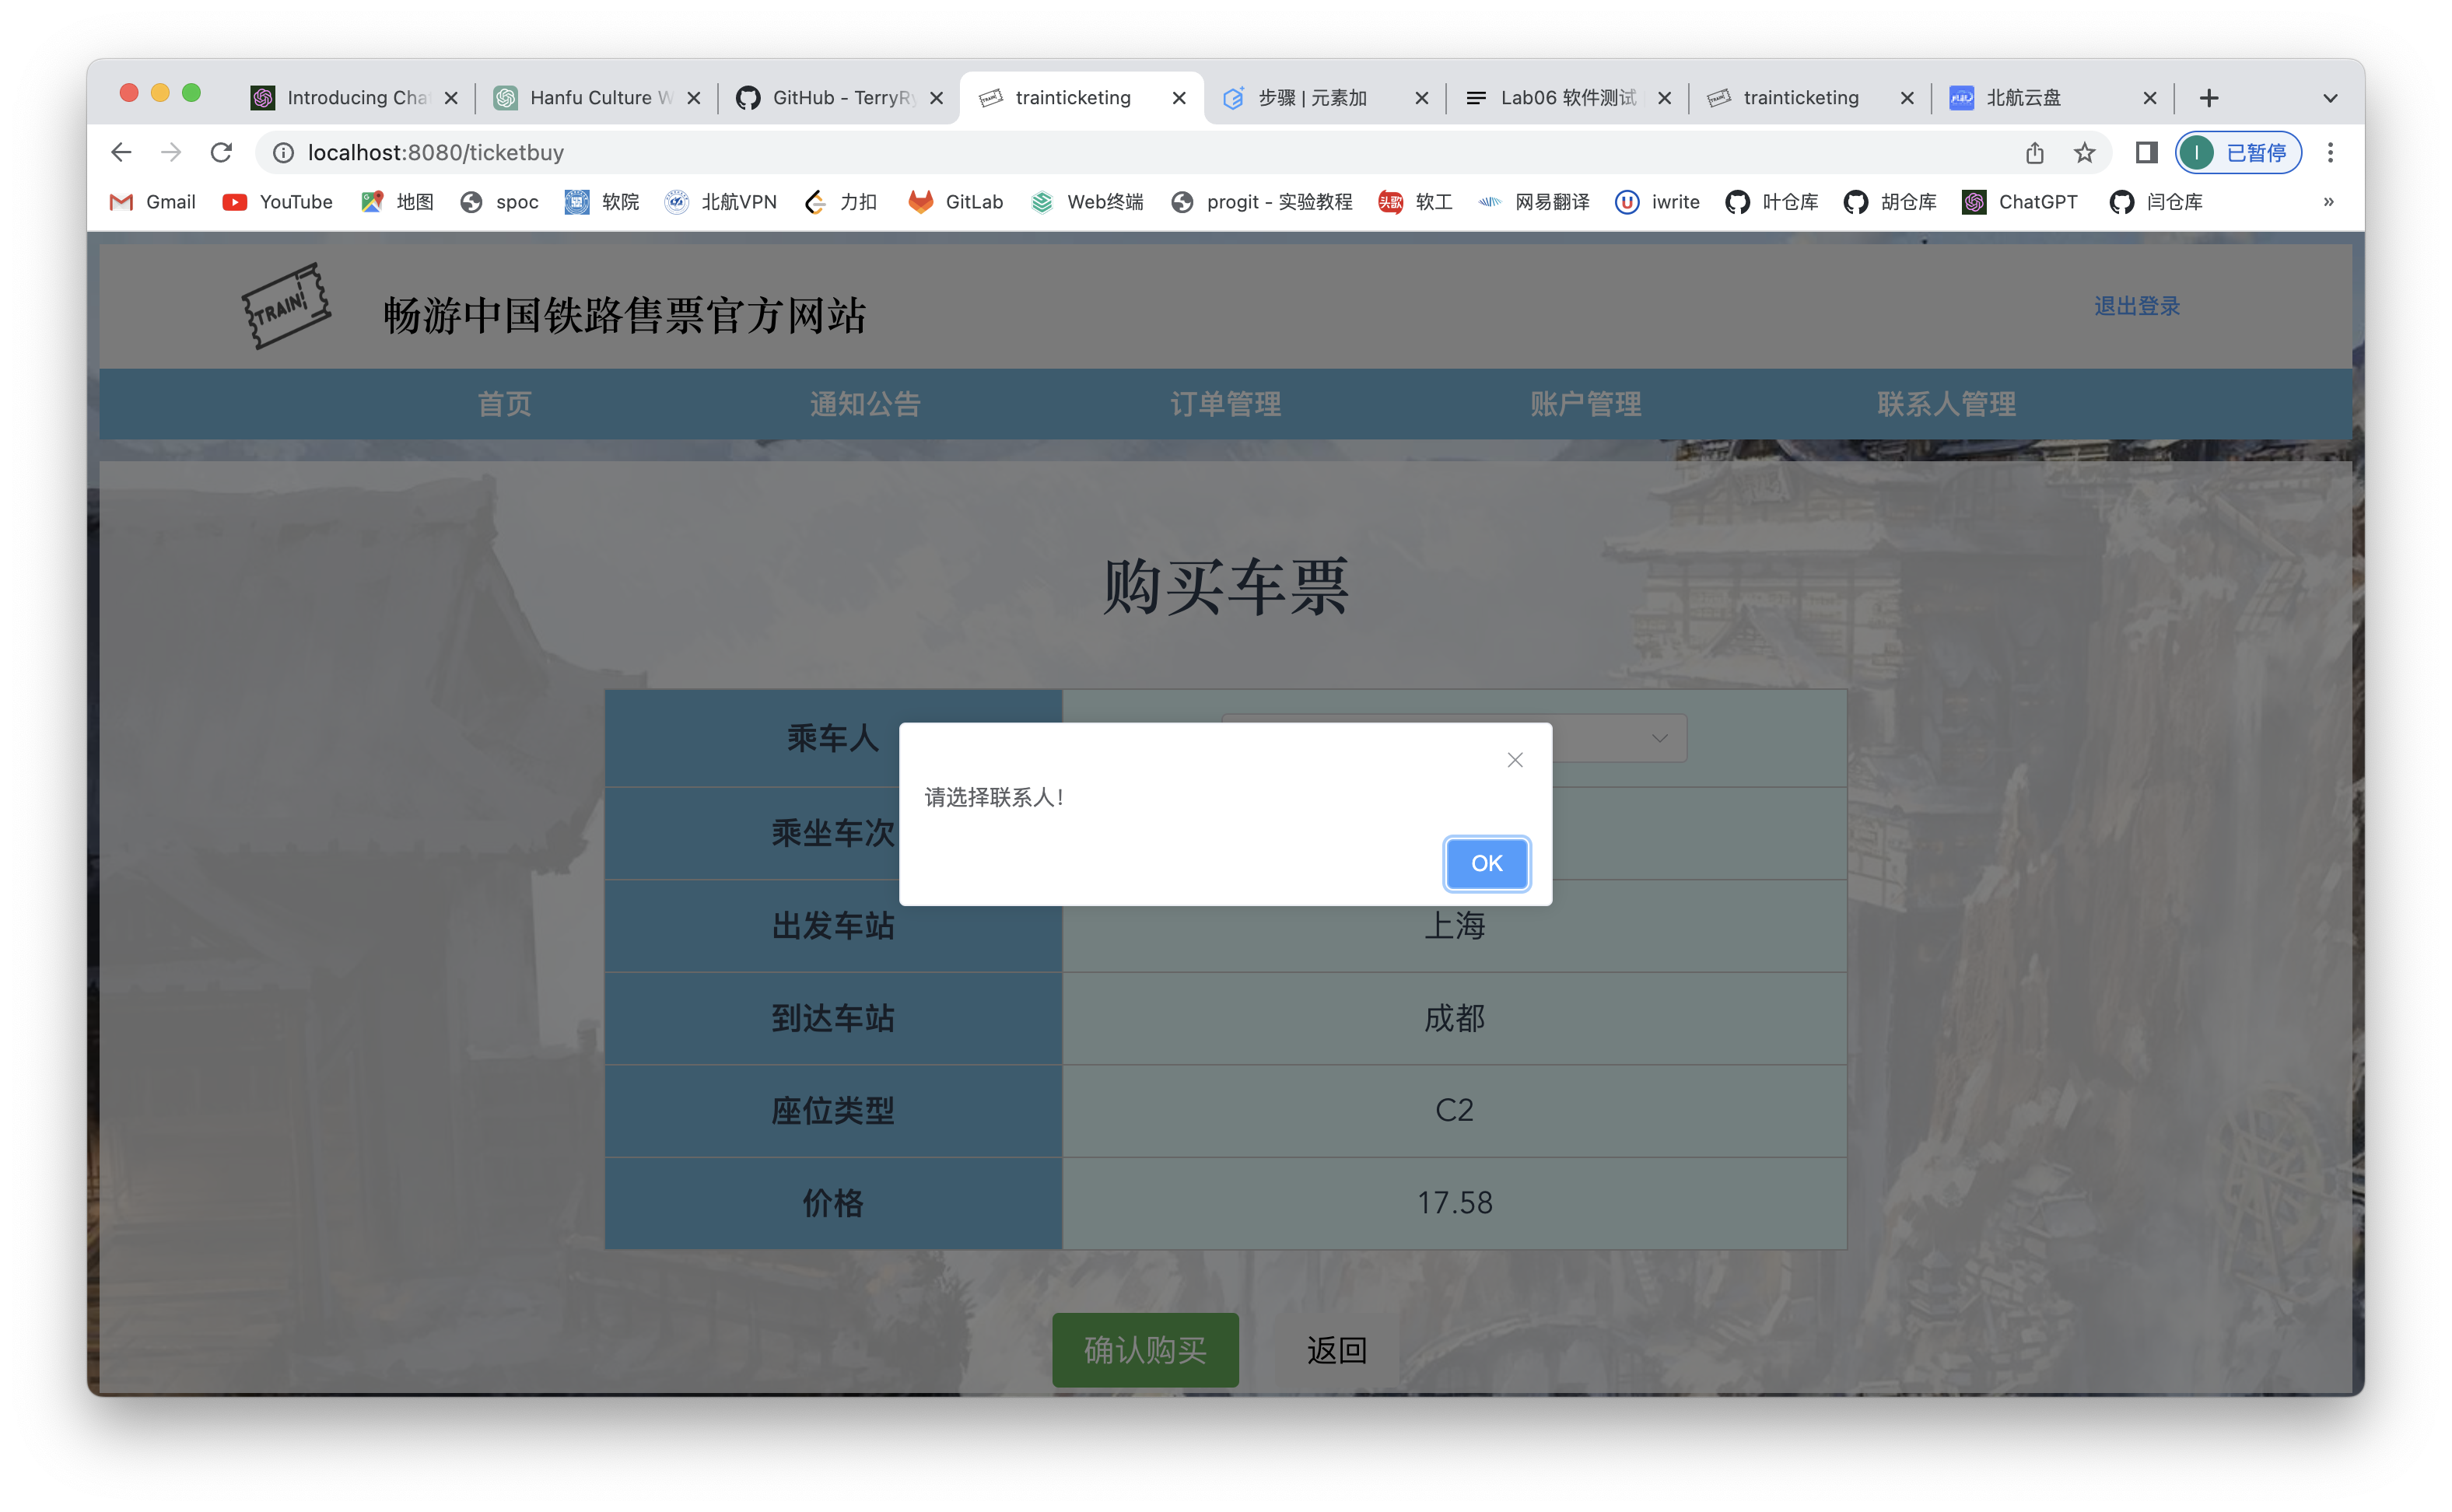 Introducing Cha
Hanfu Culture W
GitHub - TerryRy
trainticketing
步骤 | 元素加
Lab06 软件测试
trainticketing
北航云盘
localhost:8080/ticketbuy
已暂停
Gmail
YouTube
地图
spoc
软院
北航VPN
力扣
GitLab
Web终端
progit - 实验教程
软工
网易翻译
iwrite
叶仓库
胡仓库
ChatGPT
闫仓库
»
TRAIN!
畅游中国铁路售票官方网站
退出登录
首页
通知公告
订单管理
账户管理
联系人管理
购买车票
乘车人
请选择联系人!
OK
乘坐车次
出发车站
上海
到达车站
成都
座位类型
C2
价格
17.58
确认购买
返回